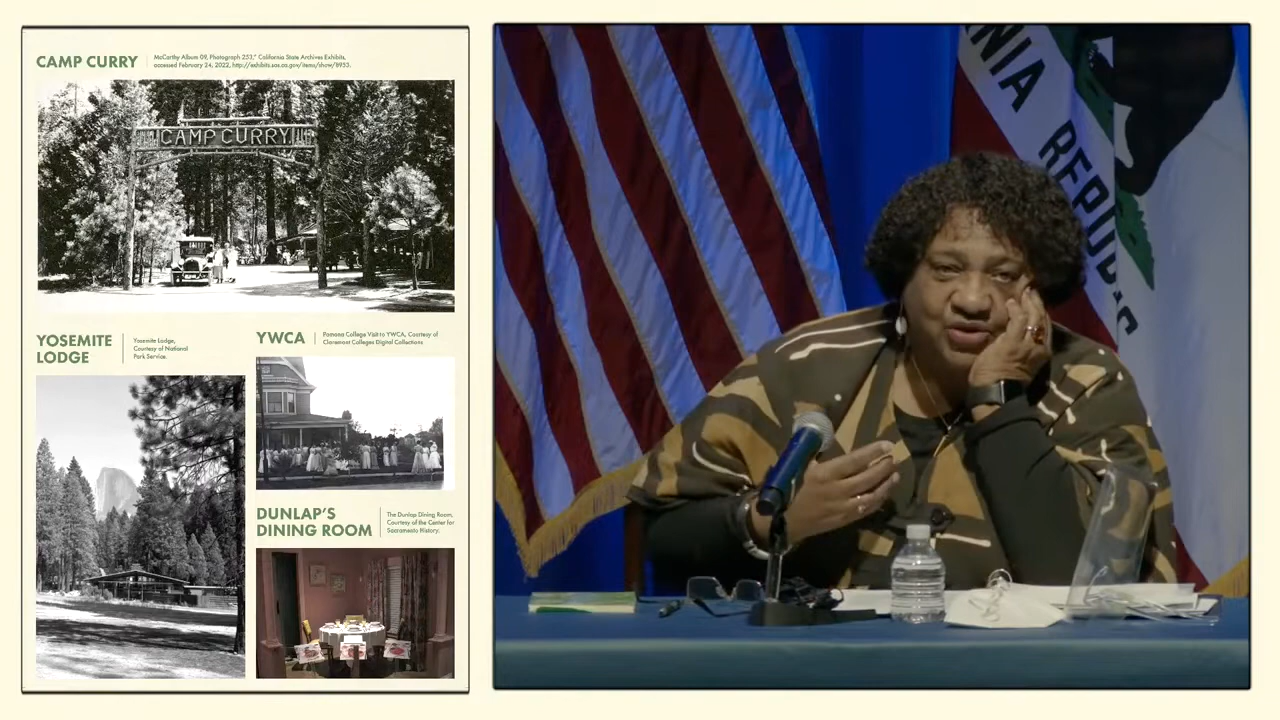 CAMP CURRY
McCarthy Album 09, Photograph 253," California State Archives Exhibits,
accessed February 24, 2022, http://exhibits.sos.ca.gov/items/show/8953.
CAMP CURRY
YOSEMITE
LODGE
Yosemite Lodge,
Courtesy of National
Park Service.
YWCA
Pomona College Visit to YWCA, Courtesy of
Claremont Colleges Digital Collections
DUNLAP'S
DINING ROOM
The Dunlap Dining Room,
Courtesy of the Center for
Sacramento History.
NIA
REPUBLIC